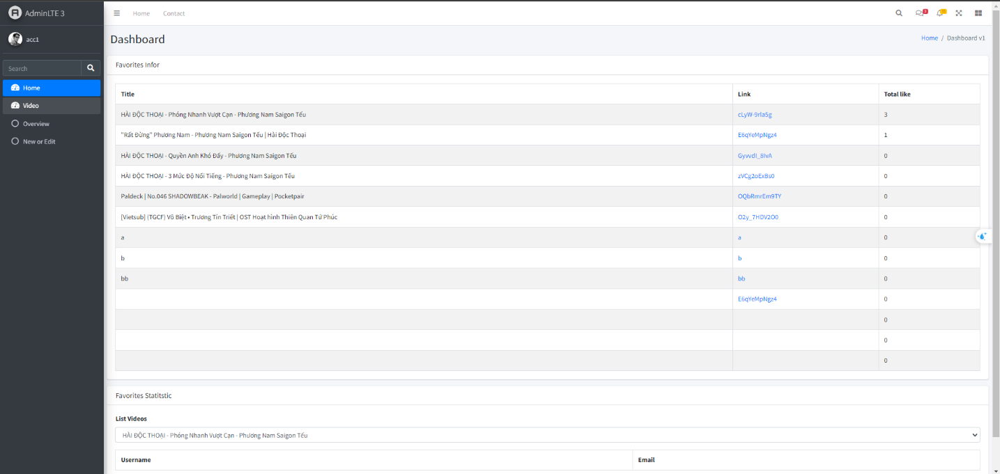 AdminLTE 3
Home Contact
3
acc1
Dashboard
Home / Dashboard v1
Search
Home
Video
Overview
New or Edit
Favorites Infor
Title Link Total like
HÀI ĐỘC THOẠI - Phóng Nhanh Vượt Cạn - Phương Nam Saigon Tếu cLyW-9rla5g 3
"Rất Đừng" Phương Nam - Phương Nam Saigon Tếu | Hài Độc Thoại E6qYeMpNgz4 1
HÀI ĐỘC THOẠI - Quyền Anh Khó Đấy - Phương Nam Saigon Tếu GyvvdI_8IvA 0
HÀI ĐỘC THOẠI - 3 Mức Độ Nổi Tiếng - Phương Nam Saigon Tếu zVCg2oExBs0 0
Paldeck | No.046 SHADOWBEAK - Palworld | Gameplay | Pocketpair OQbRmrEm9TY 0
[Vietsub] (TGCF) Vô Biệt • Trương Tín Triết | OST Hoạt hình Thiên Quan Tứ Phúc O2y_7HDV2O0 0
a a 0
b b 0
bb bb 0
E6qYeMpNgz4 0
0
0
0
Favorites Statitstic
List Videos
HÀI ĐỘC THOẠI - Phóng Nhanh Vượt Cạn - Phương Nam Saigon Tếu
Username Email